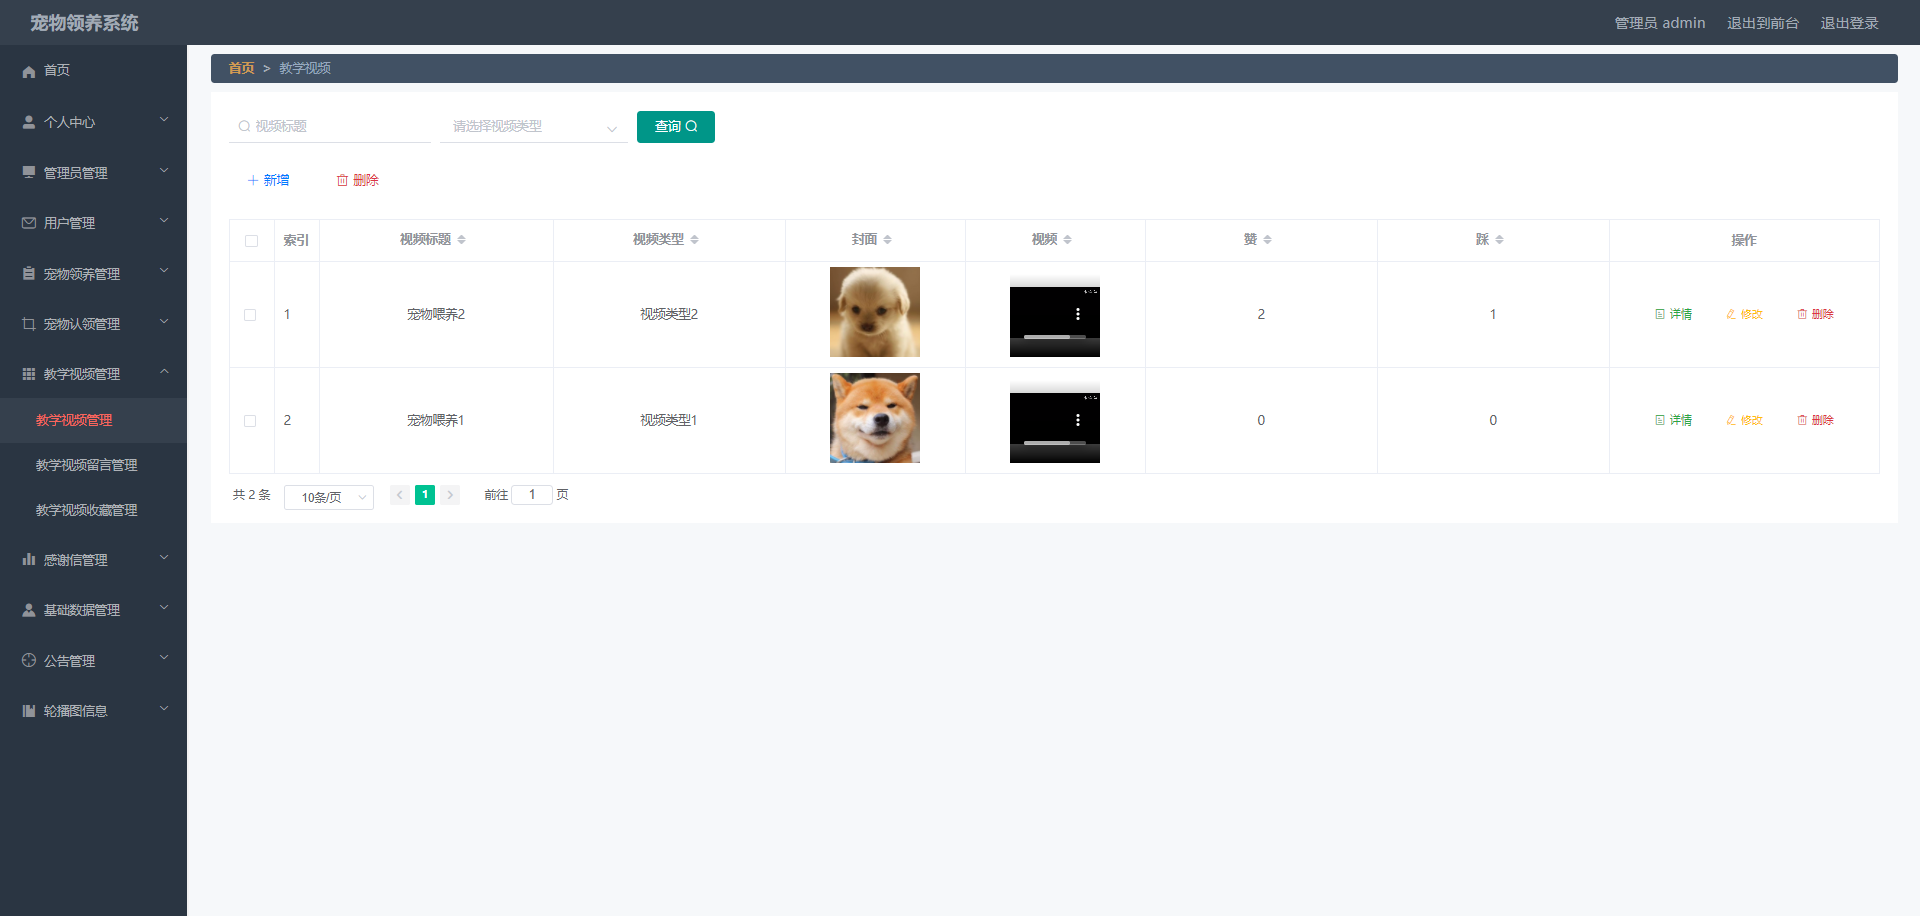 宠物领养系统
管理员 admin 退出到前台 退出登录
首页
个人中心
管理员管理
用户管理
宠物领养管理
宠物认领管理
教学视频管理
教学视频管理
教学视频留言管理
教学视频收藏管理
感谢信管理
基础数据管理
公告管理
轮播图信息
首页 > 教学视频
视频标题 请选择视频类型 查询
新增 删除
索引 视频标题 视频类型 封面 视频 赞 踩 操作
1 宠物喂养2 视频类型2 2 1 详情 修改 删除
2 宠物喂养1 视频类型1 0 0 详情 修改 删除
共 2 条 10条/页 1 前往 1 页